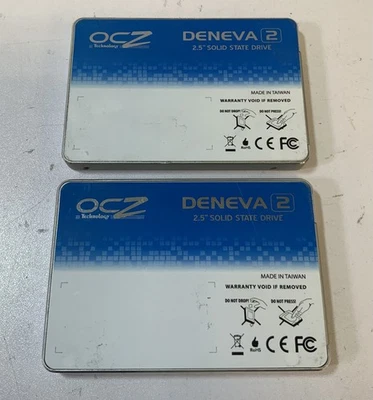 OCZ
Technology
DENEVA 2
2.5" SOLID STATE DRIVE
MADE IN TAIWAN
WARRANTY VOID IF REMOVED
DO NOT DROP! DO NOT PRESS!
RoHS CE FC
OCZ
Technology
DENEVA 2
2.5" SOLID STATE DRIVE
MADE IN TAIWAN
WARRANTY VOID IF REMOVED
DO NOT DROP! DO NOT PRESS!
RoHS CE FC